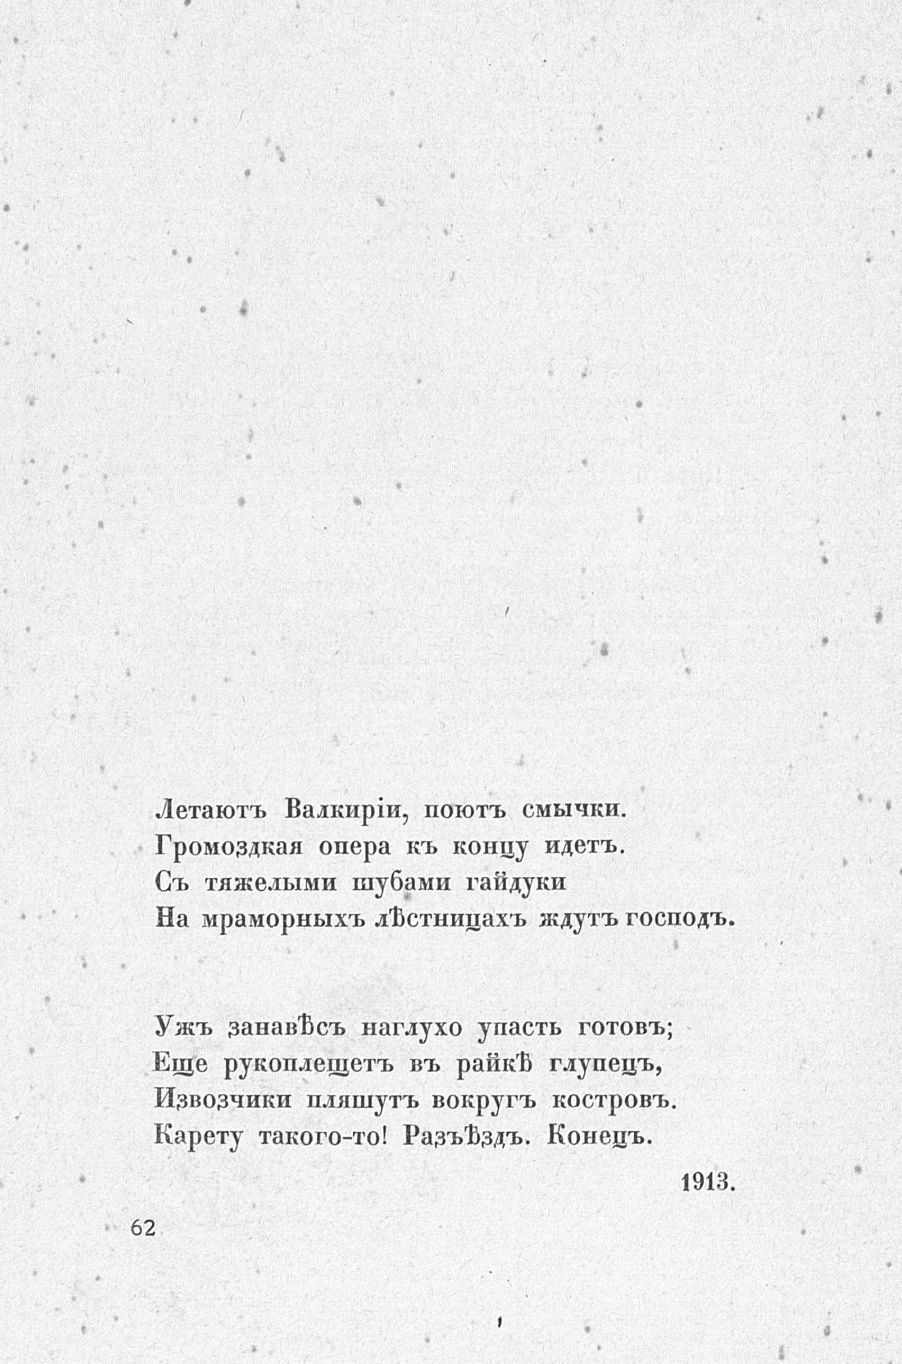 Летаютъ Валкиріи, поютъ смычки.
Громоздкая опера къ концу идетъ.
Съ тяжелыми шубами гайдуки
На мраморныхъ лѣстницахъ ждутъ господъ.
Ужъ занавѣсъ наглухо упасть готовъ;
Еще рукоплещетъ въ райкѣ глупецъ,
Извозчики пляшутъ вокругъ костровъ.
Карету такого-то! Разъѣздъ. Конецъ.
1913.
62